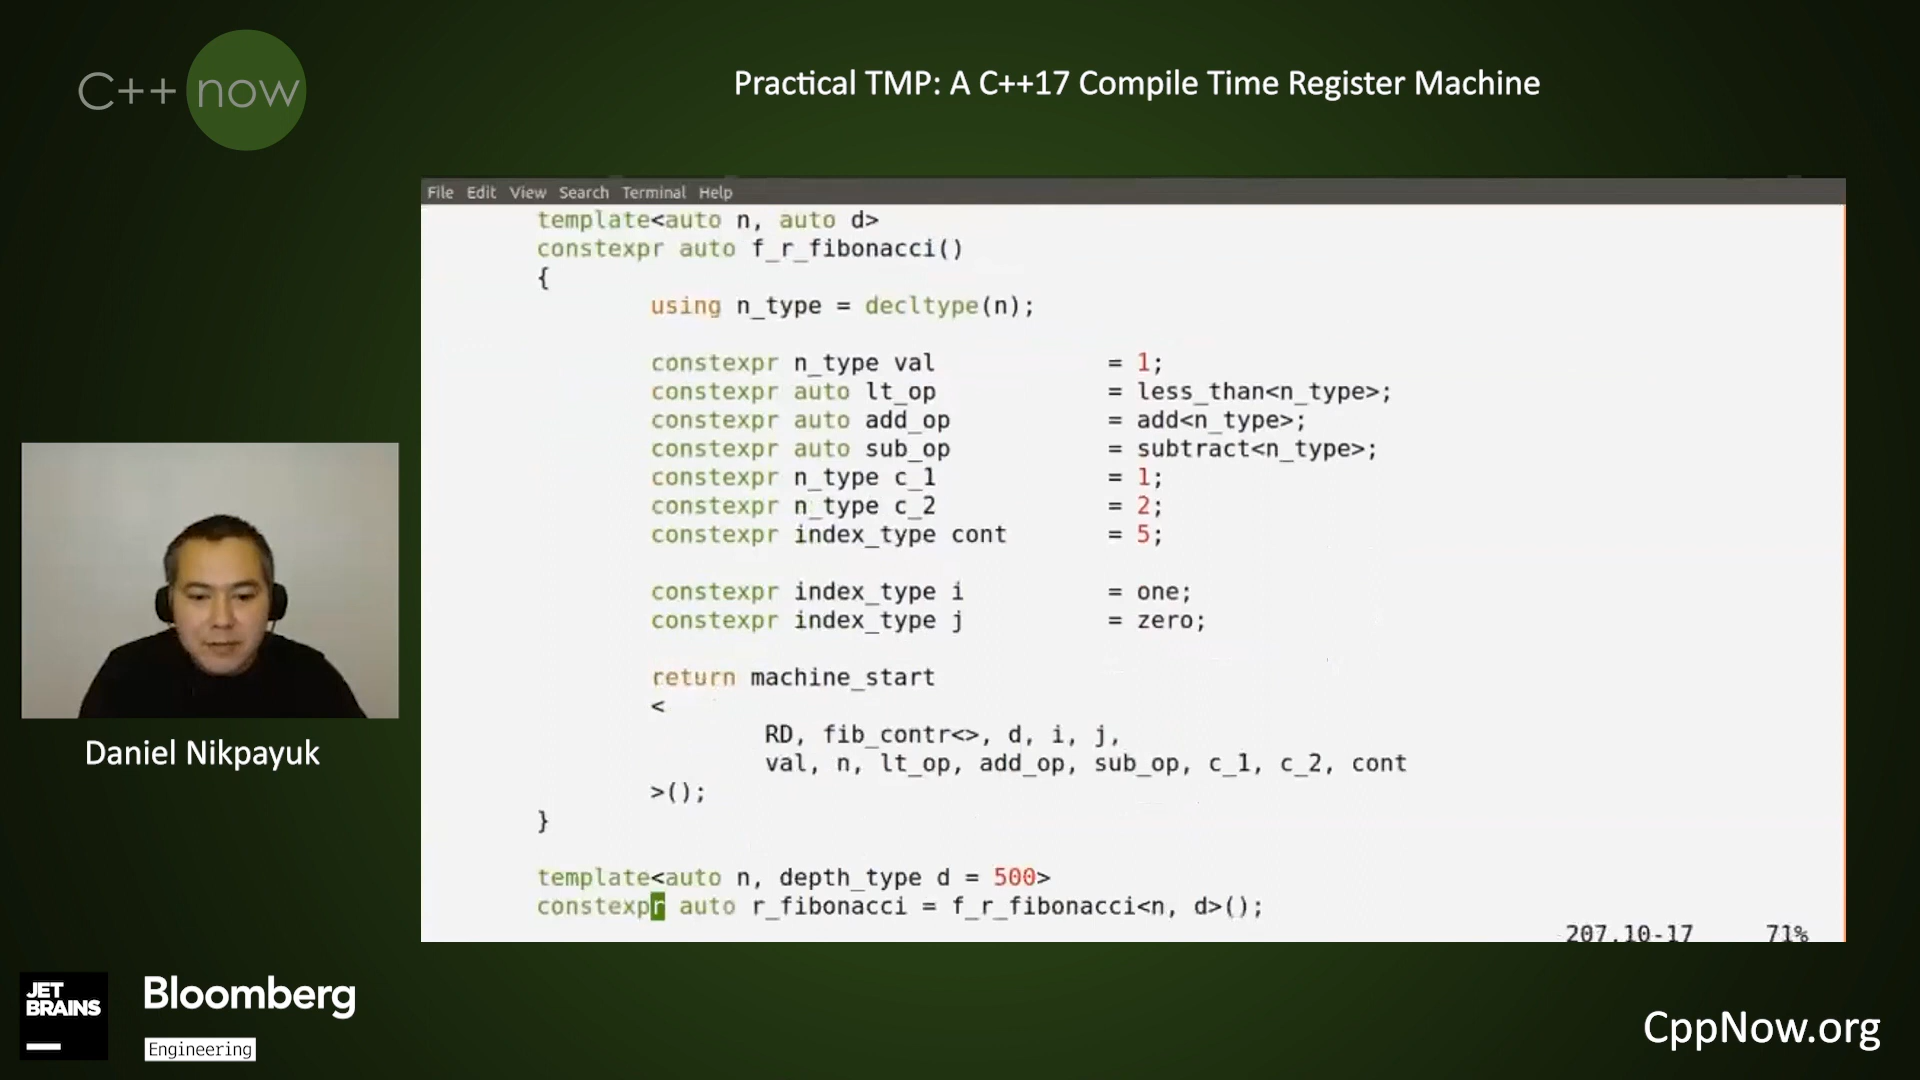 C++ now
Practical TMP: A C++17 Compile Time Register Machine
File Edit View Search Terminal Help
template<auto n, auto d>
constexpr auto f_r_fibonacci()
{
using n_type = decltype(n);
constexpr n_type val = 1;
constexpr auto lt_op = less_than<n_type>;
constexpr auto add_op = add<n_type>;
constexpr auto sub_op = subtract<n_type>;
constexpr n_type c_1 = 1;
constexpr n_type c_2 = 2;
constexpr index_type cont = 5;
constexpr index_type i = one;
constexpr index_type j = zero;
return machine_start
<
RD, fib_contr<>, d, i, j,
val, n, lt_op, add_op, sub_op, c_1, c_2, cont
>();
}
template<auto n, depth_type d = 500>
constexpr auto r_fibonacci = f_r_fibonacci<n, d>();
207,10-17 71%
Daniel Nikpayuk
JET
BRAINS
Bloomberg
Engineering
CppNow.org